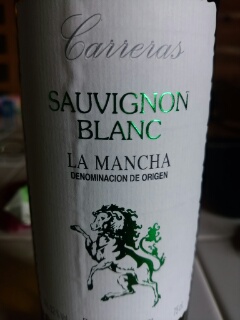 Carreras
SAUVIGNON
BLANC
LA MANCHA
DENOMINACION DE ORIGEN